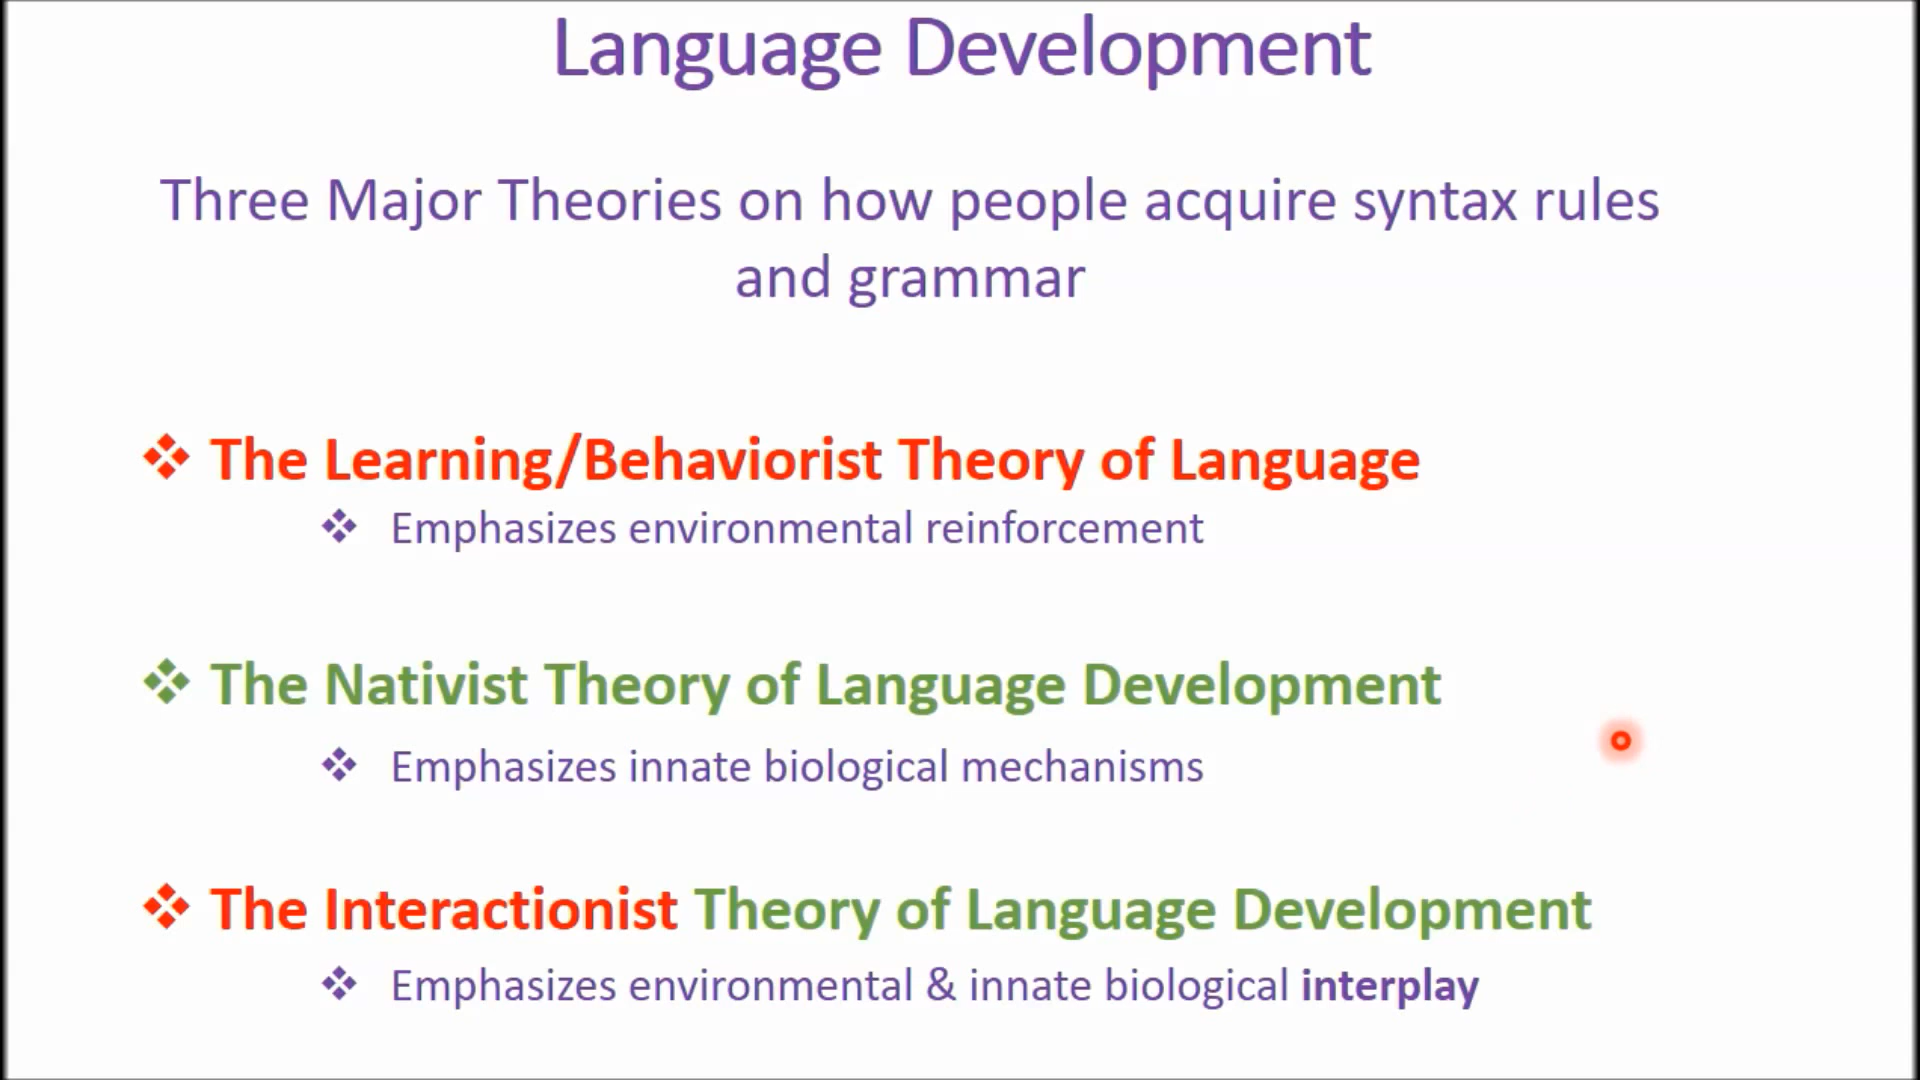 Language Development
Three Major Theories on how people acquire syntax rules
and grammar
❖ The Learning/Behaviorist Theory of Language
❖ Emphasizes environmental reinforcement
❖ The Nativist Theory of Language Development
❖ Emphasizes innate biological mechanisms
❖ The Interactionist Theory of Language Development
❖ Emphasizes environmental & innate biological interplay